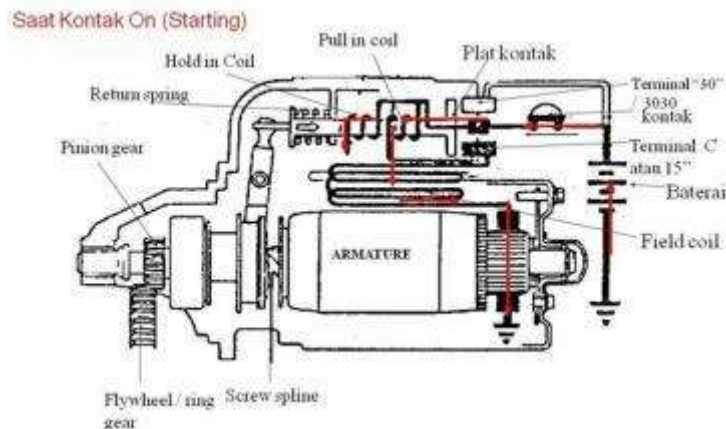 Saat Kontak On (Starting)
Pull in coil
Hold in Coil
Plat kontak
Return spring
Terminal "30"
3030
kontak
Pinion gear
Terminal C
atau 15"
Baterai
Field coil
ARMATURE
Flywheel / ring
gear
Screw spline